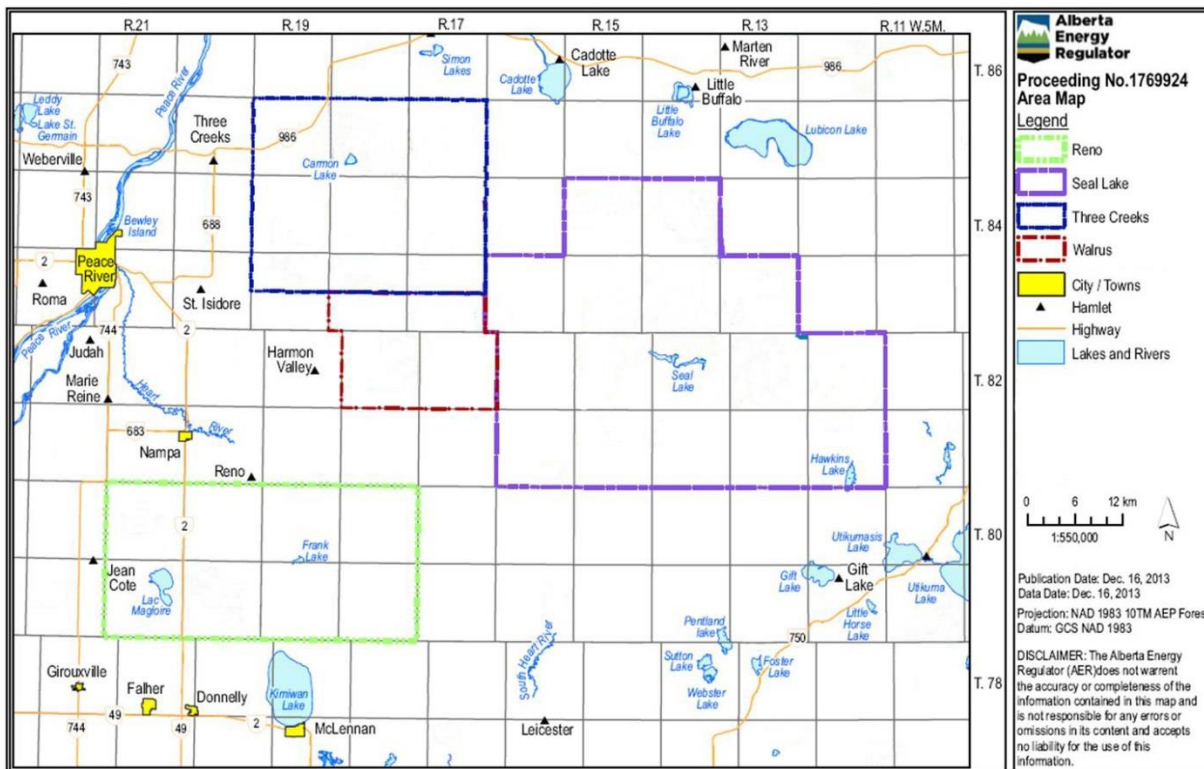 R.21
R.19
R.17
R.15
R.13
R.11 W.5M.
743
Peace River
Simon
Lakes
Cadotte
Lake
Cadotte
Lake
Marten
River
986
T. 86
Leddy
Lake
Lake St.
Germain
Three
Creeks
Little
Buffalo
Little
Buffalo
Lake
Lubicon Lake
986
Weberville
Carmon
Lake
743
688
Bewley
Island
T. 84
2
Peace
River
Roma
St. Isidore
Peace River
744
2
Judah
Harmon
Valley
Seal
Lake
T. 82
Marie
Reine
Heart
River
683
Nampa
Reno
Hawkins
Lake
2
T. 80
Frank
Lake
Utikumasis
Lake
Jean
Cote
Lac
Magloire
Gift
Lake
Gift
Lake
Utikuma
Lake
Little
Horse
Lake
Pentland
lake
750
South Heart River
Sutton
Lake
Foster
Lake
Webster
Lake
T. 78
Girouxville
Falher
Donnelly
Kimiwan
Lake
49
2
744
49
McLennan
Leicester
Alberta
Energy
Regulator
Proceeding No.1769924
Area Map
Legend
Reno
Seal Lake
Three Creeks
Walrus
City / Towns
Hamlet
Highway
Lakes and Rivers
0 6 12 km
1:550,000
N
Publication Date: Dec. 16, 2013
Data Date: Dec. 16, 2013
Projection: NAD 1983 10TM AEP Fores
Datum: GCS NAD 1983
DISCLAIMER: The Alberta Energy
Regulator (AER)does not warrent
the accuracy or completeness of the
information contained in this map and
is not responsible for any errors or
omissions in its content and accepts
no liability for the use of this
information.